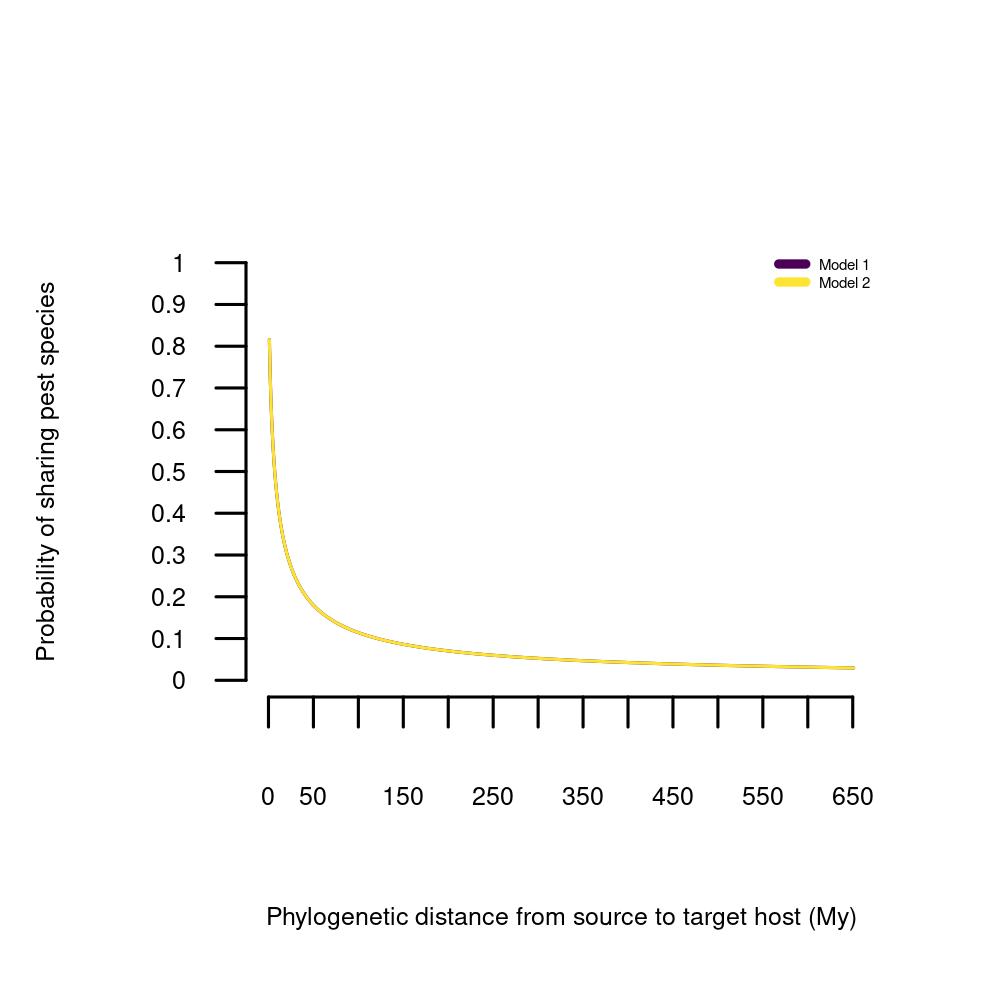 Model 1
Model 2
Probability of sharing pest species
1
0.9
0.8
0.7
0.6
0.5
0.4
0.3
0.2
0.1
0
0 50 150 250 350 450 550 650
Phylogenetic distance from source to target host (My)